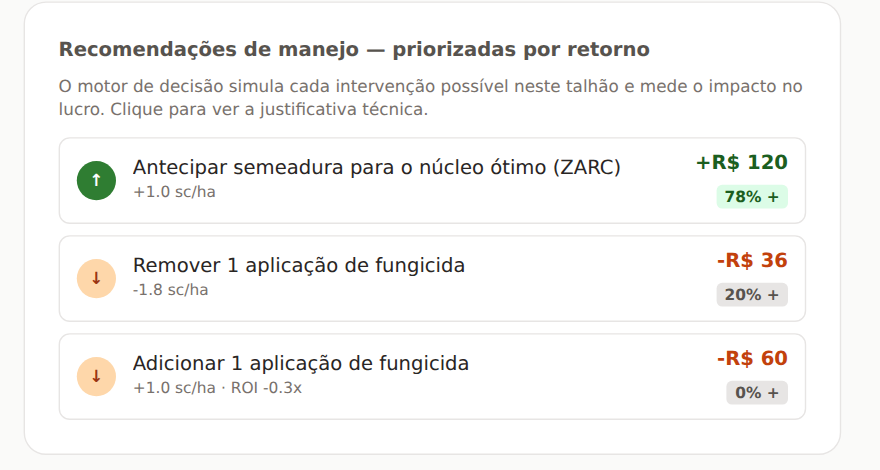 Recomendações de manejo — priorizadas por retorno
O motor de decisão simula cada intervenção possível neste talhão e mede o impacto no
lucro. Clique para ver a justificativa técnica.
↑
Antecipar semeadura para o núcleo ótimo (ZARC)
+1.0 sc/ha
+R$ 120
78% +
↓
Remover 1 aplicação de fungicida
-1.8 sc/ha
-R$ 36
20% +
↓
Adicionar 1 aplicação de fungicida
+1.0 sc/ha · ROI -0.3x
-R$ 60
0% +